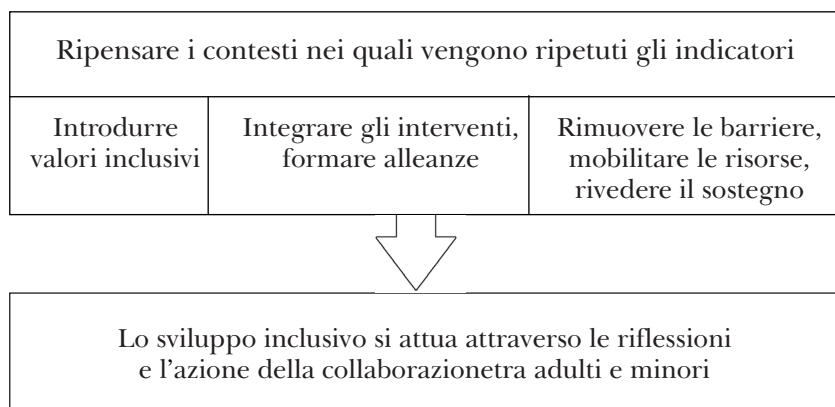 Ripensare i contesti nei quali vengono ripetuti gli indicatori
Introdurre
valori inclusivi
Integrare gli interventi,
formare alleanze
Rimuovere le barriere,
mobilitare le risorse,
rivedere il sostegno
Lo sviluppo inclusivo si attua attraverso le riflessioni
e l’azione della collaborazionetra adulti e minori